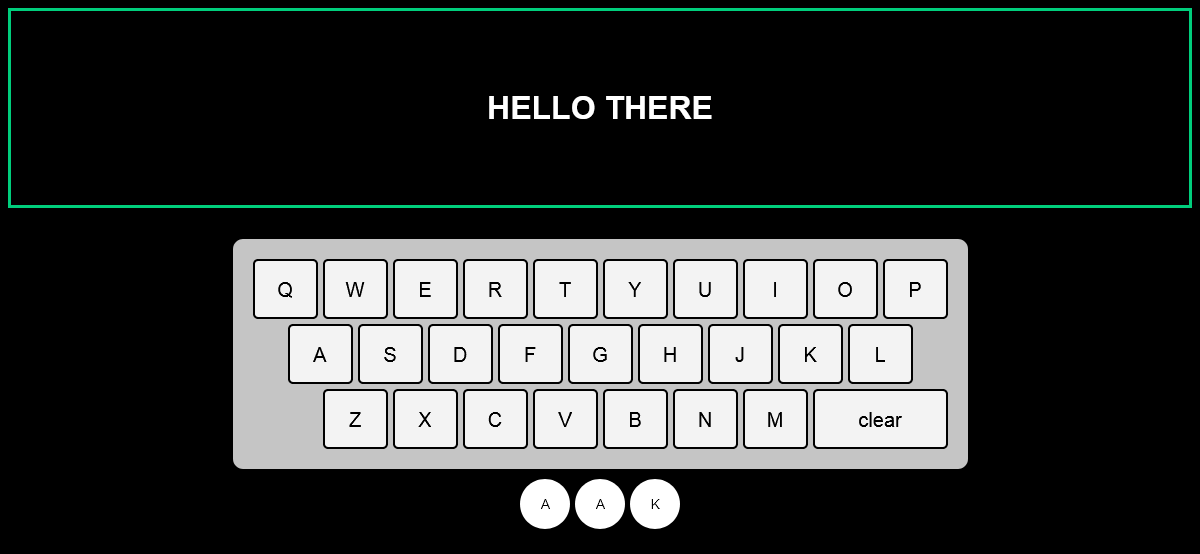 HELLO THERE
Q W E R T Y U I O P
A S D F G H J K L
Z X C V B N M clear
A A K